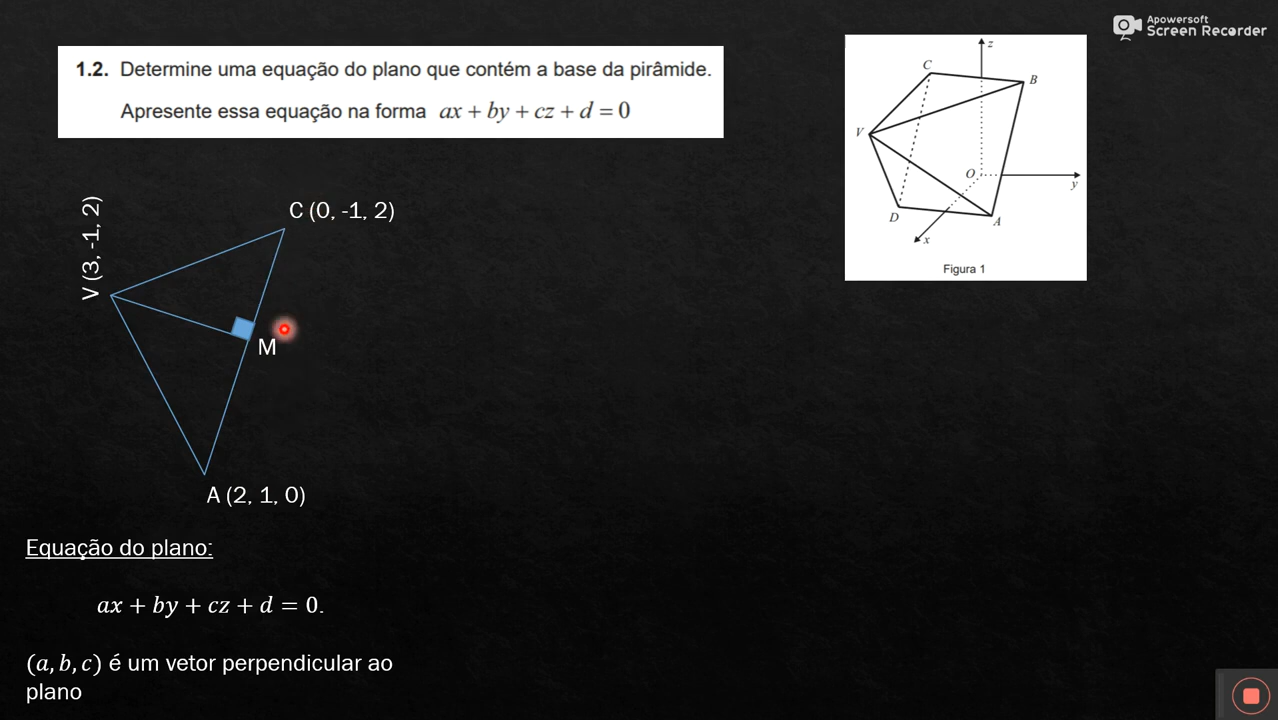 Apowersoft
Screen Recorder
1.2. Determine uma equação do plano que contém a base da pirâmide.
Apresente essa equação na forma ax + by + cz + d = 0
z
C
B
V
O
y
D
A
x
Figura 1
V (3, -1, 2)
C (0, -1, 2)
M
A (2, 1, 0)
Equação do plano:
ax + by + cz + d = 0.
(a, b, c) é um vetor perpendicular ao
plano